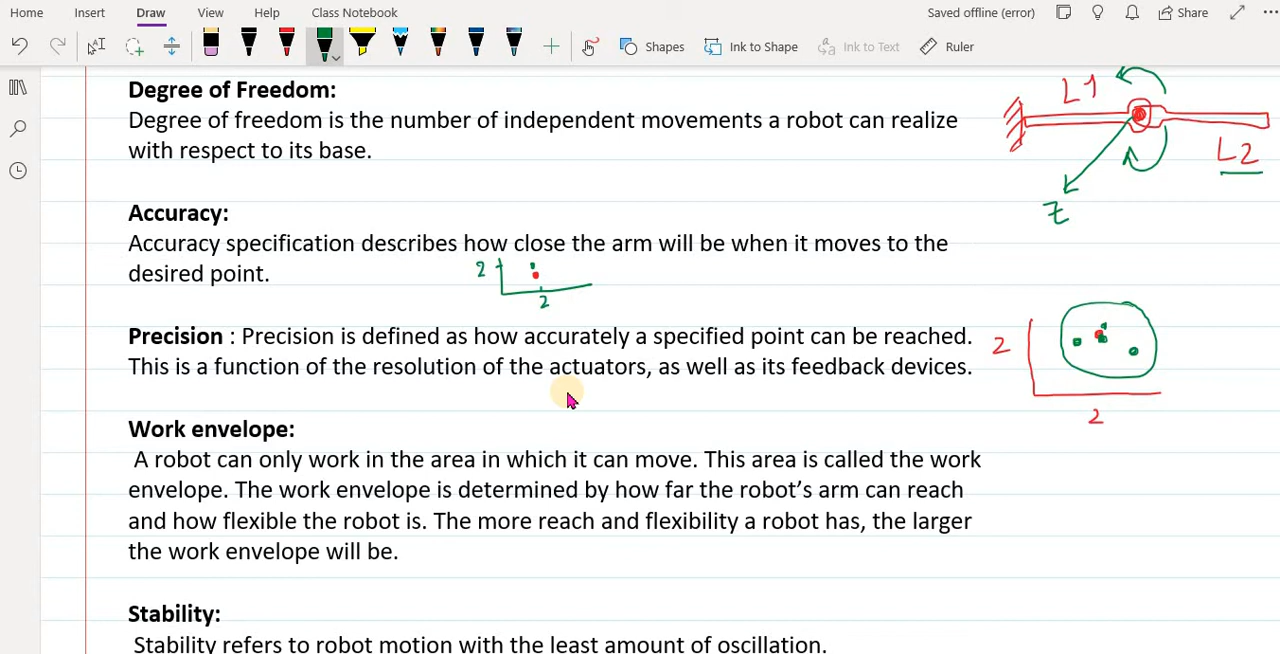 Home Insert Draw View Help Class Notebook Saved offline (error) Share
Shapes Ink to Shape Ink to Text Ruler
Degree of Freedom:
Degree of freedom is the number of independent movements a robot can realize
with respect to its base.
L1
L2
Z
Accuracy:
Accuracy specification describes how close the arm will be when it moves to the
desired point.
2
2
Precision : Precision is defined as how accurately a specified point can be reached.
This is a function of the resolution of the actuators, as well as its feedback devices.
2
2
Work envelope:
A robot can only work in the area in which it can move. This area is called the work
envelope. The work envelope is determined by how far the robot's arm can reach
and how flexible the robot is. The more reach and flexibility a robot has, the larger
the work envelope will be.
Stability:
Stability refers to robot motion with the least amount of oscillation.